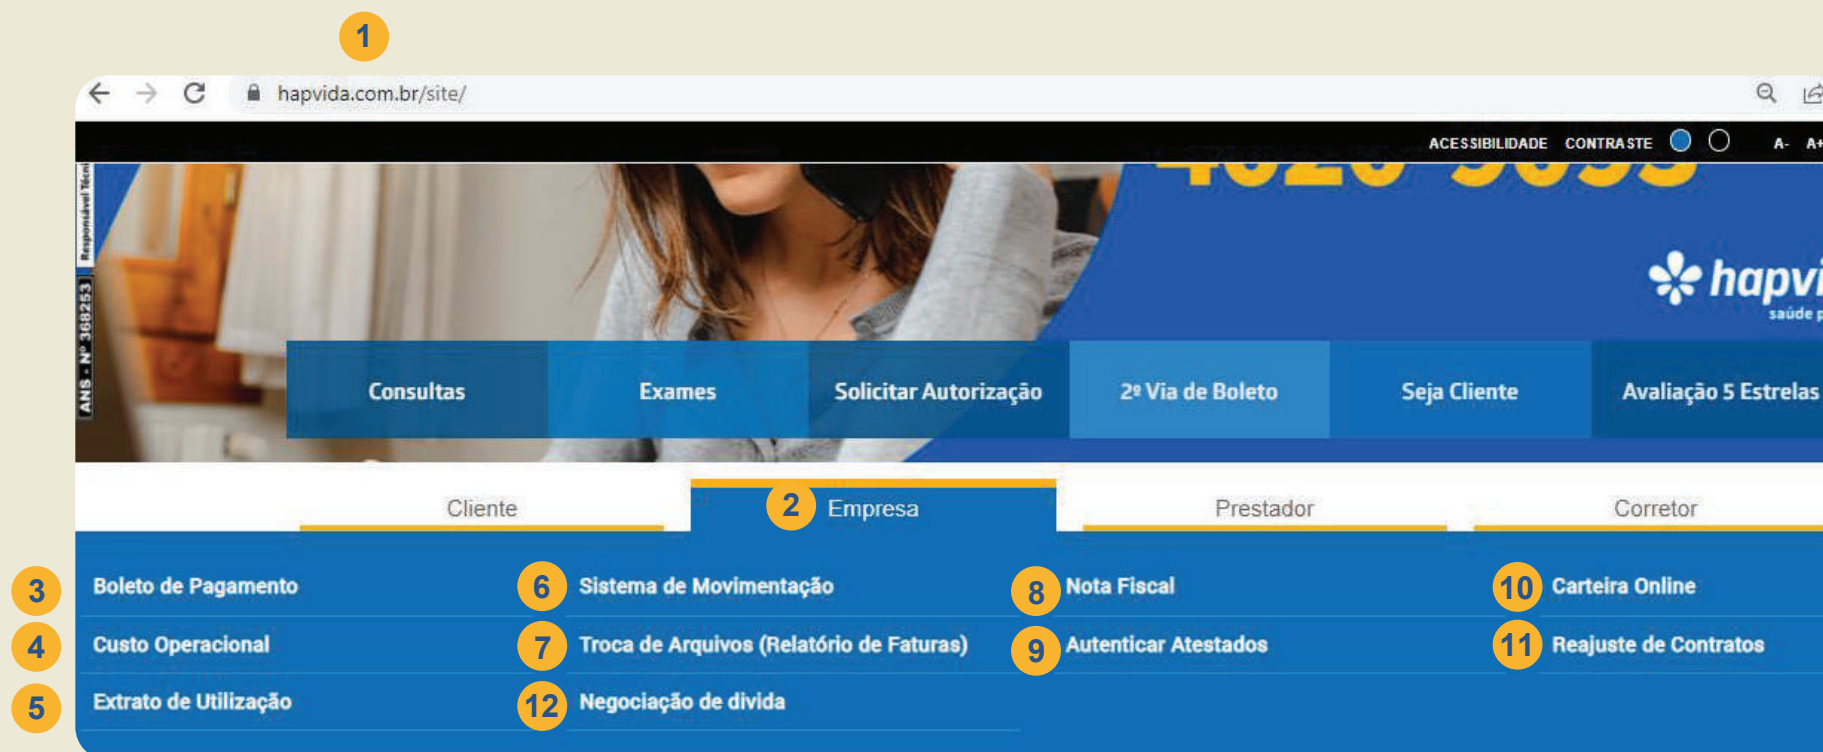 1
hapvida.com.br/site/
ACESSIBILIDADE CONTRASTE A- A+
Responsável Técni
ANS - Nº 368253
4020 3633
hapvi
saúde p
Consultas Exames Solicitar Autorização 2ª Via de Boleto Seja Cliente Avaliação 5 Estrelas
Cliente 2 Empresa Prestador Corretor
3 Boleto de Pagamento 6 Sistema de Movimentação 8 Nota Fiscal 10 Carteira Online
4 Custo Operacional 7 Troca de Arquivos (Relatório de Faturas) 9 Autenticar Atestados 11 Reajuste de Contratos
5 Extrato de Utilização 12 Negociação de divida